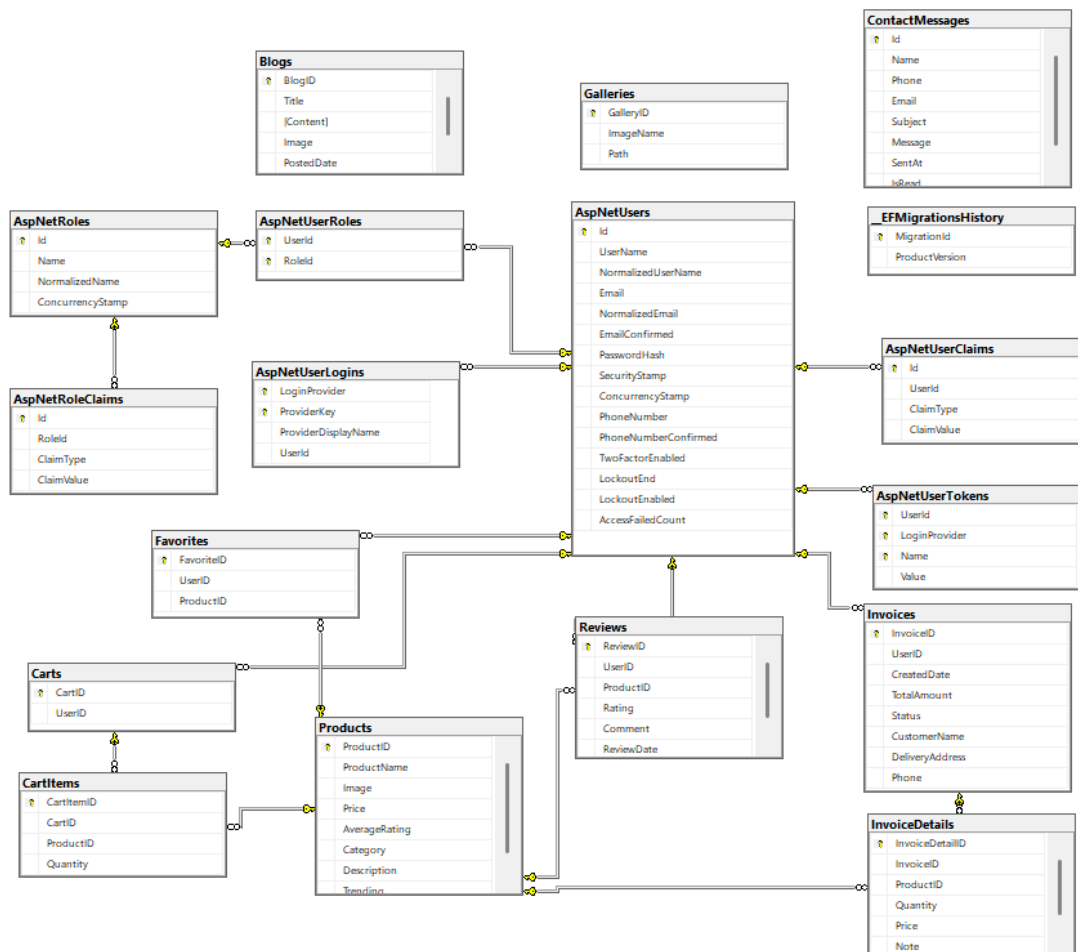 ContactMessages
Id
Name
Phone
Email
Subject
Message
SentAt
IsRead
Blogs
BlogID
Title
[Content]
Image
PostedDate
Galleries
GalleryID
ImageName
Path
AspNetRoles
Id
Name
NormalizedName
ConcurrencyStamp
AspNetUserRoles
UserId
RoleId
AspNetUsers
Id
UserName
NormalizedUserName
Email
NormalizedEmail
EmailConfirmed
PasswordHash
SecurityStamp
ConcurrencyStamp
PhoneNumber
PhoneNumberConfirmed
TwoFactorEnabled
LockoutEnd
LockoutEnabled
AccessFailedCount
__EFMigrationsHistory
MigrationId
ProductVersion
AspNetUserClaims
Id
UserId
ClaimType
ClaimValue
AspNetUserLogins
LoginProvider
ProviderKey
ProviderDisplayName
UserId
AspNetRoleClaims
Id
RoleId
ClaimType
ClaimValue
AspNetUserTokens
UserId
LoginProvider
Name
Value
Favorites
FavoriteID
UserID
ProductID
Invoices
InvoiceID
UserID
CreatedDate
TotalAmount
Status
CustomerName
DeliveryAddress
Phone
Reviews
ReviewID
UserID
ProductID
Rating
Comment
ReviewDate
Carts
CartID
UserID
Products
ProductID
ProductName
Image
Price
AverageRating
Category
Description
Trending
CartItems
CartItemID
CartID
ProductID
Quantity
InvoiceDetails
InvoiceDetailID
InvoiceID
ProductID
Quantity
Price
Note